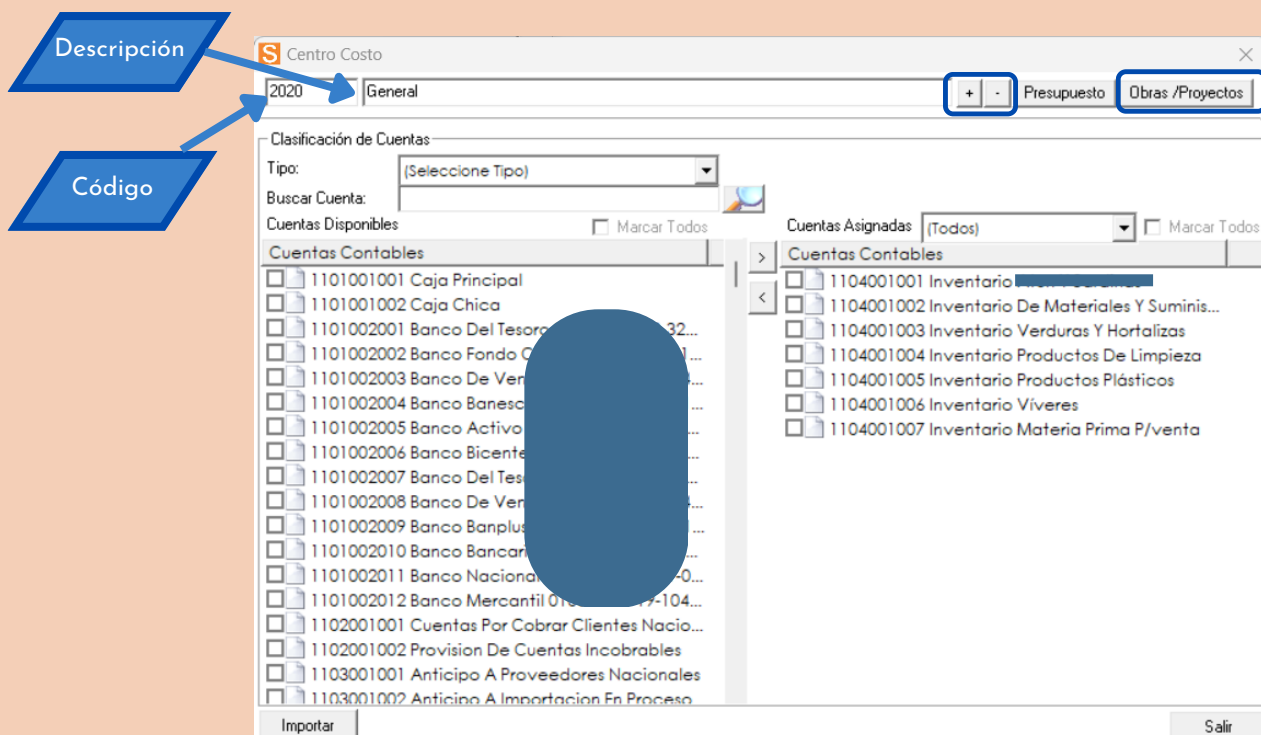 Descripción
Código
S Centro Costo
2020 General + - Presupuesto Obras /Proyectos
Clasificación de Cuentas
Tipo: (Seleccione Tipo)
Buscar Cuenta:
Cuentas Disponibles Marcar Todos
Cuentas Contables
1101001001 Caja Principal
1101001002 Caja Chica
1101002001 Banco Del Tesoro 32...
1101002002 Banco Fondo 1...
1101002003 Banco De Ven ...
1101002004 Banco Banesc ...
1101002005 Banco Activo ...
1101002006 Banco Bicente ...
1101002007 Banco Del Tes ...
1101002008 Banco De Ven ...
1101002009 Banco Banplus 1...
1101002010 Banco Bancari ...
1101002011 Banco Nacional -0...
1101002012 Banco Mercantil 9-104...
1102001001 Cuentas Por Cobrar Clientes Nacio...
1102001002 Provision De Cuentas Incobrables
1103001001 Anticipo A Proveedores Nacionales
1103001002 Anticipo A Importacion En Proceso
> <
Cuentas Asignadas (Todos) Marcar Todos
Cuentas Contables
1104001001 Inventario
1104001002 Inventario De Materiales Y Suminis...
1104001003 Inventario Verduras Y Hortalizas
1104001004 Inventario Productos De Limpieza
1104001005 Inventario Productos Plásticos
1104001006 Inventario Víveres
1104001007 Inventario Materia Prima P/venta
Importar Salir